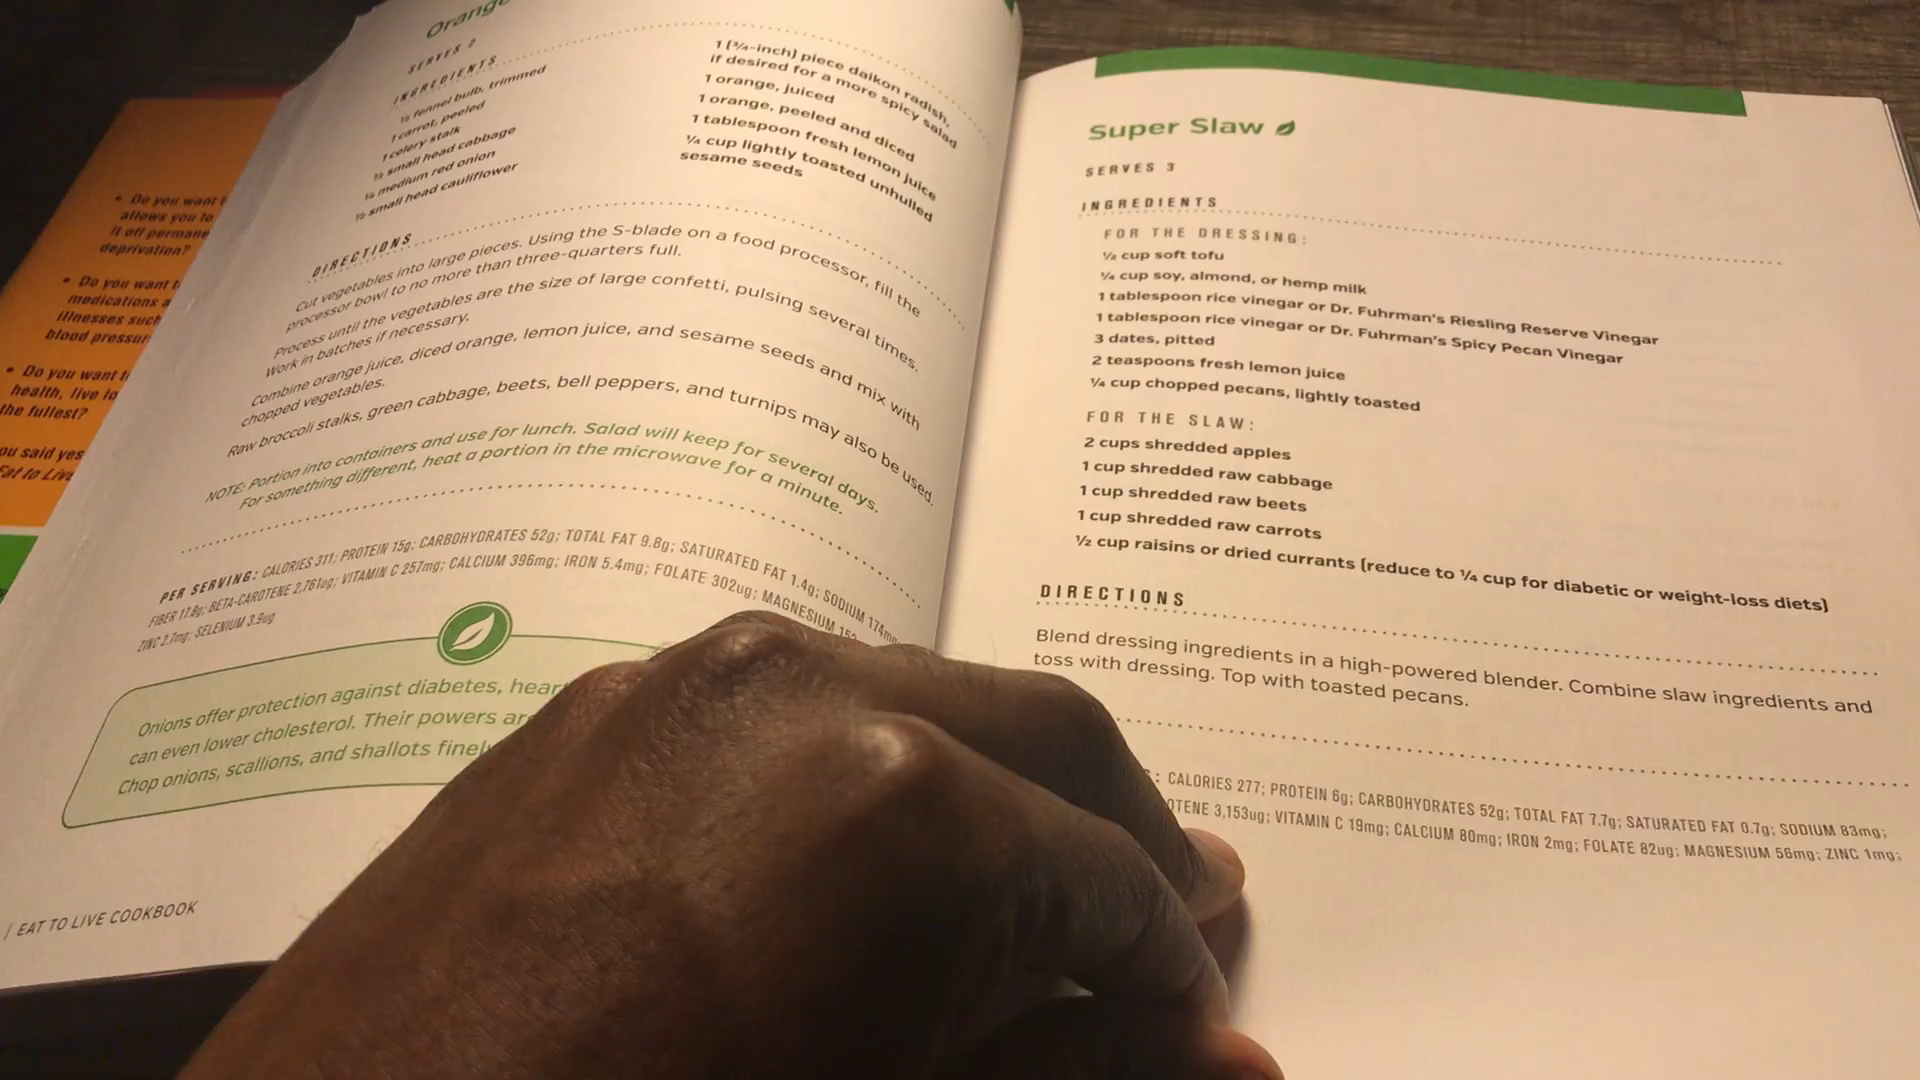 Orange
SERVES 2
INGREDIENTS
½ fennel bulb, trimmed
1 carrot, peeled
1 celery stalk
½ small head cabbage
¼ medium red onion
½ small head cauliflower
1 (¾-inch) piece daikon radish,
if desired for a more spicy salad
1 orange, juiced
1 orange, peeled and diced
1 tablespoon fresh lemon juice
¼ cup lightly toasted unhulled
sesame seeds
DIRECTIONS
Cut vegetables into large pieces. Using the S-blade on a food processor, fill the
processor bowl to no more than three-quarters full.
Process until the vegetables are the size of large confetti, pulsing several times.
Work in batches if necessary.
Combine orange juice, diced orange, lemon juice, and sesame seeds and mix with
chopped vegetables.
Raw broccoli stalks, green cabbage, beets, bell peppers, and turnips may also be used.
NOTE: Portion into containers and use for lunch. Salad will keep for several days.
For something different, heat a portion in the microwave for a minute.
PER SERVING: CALORIES 311; PROTEIN 15g; CARBOHYDRATES 52g; TOTAL FAT 9.8g; SATURATED FAT 1.4g; SODIUM 174mg;
FIBER 17.8g; BETA-CAROTENE 2,761ug; VITAMIN C 257mg; CALCIUM 396mg; IRON 5.4mg; FOLATE 302ug; MAGNESIUM
ZINC 2.7mg; SELENIUM 3.9ug
Onions offer protection against diabetes, heart
can even lower cholesterol. Their powers are
Chop onions, scallions, and shallots finely
/ EAT TO LIVE COOKBOOK
• Do you want
allows you to
it off permane
deprivation?
• Do you want
medications a
illnesses such
blood pressur
• Do you want
health, live lo
the fullest?
ou said yes
Eat to Live
Super Slaw
SERVES 3
INGREDIENTS
FOR THE DRESSING:
½ cup soft tofu
¼ cup soy, almond, or hemp milk
1 tablespoon rice vinegar or Dr. Fuhrman's Riesling Reserve Vinegar
1 tablespoon rice vinegar or Dr. Fuhrman's Spicy Pecan Vinegar
3 dates, pitted
2 teaspoons fresh lemon juice
¼ cup chopped pecans, lightly toasted
FOR THE SLAW:
2 cups shredded apples
1 cup shredded raw cabbage
1 cup shredded raw beets
1 cup shredded raw carrots
½ cup raisins or dried currants (reduce to ¼ cup for diabetic or weight-loss diets)
DIRECTIONS
Blend dressing ingredients in a high-powered blender. Combine slaw ingredients and
toss with dressing. Top with toasted pecans.
: CALORIES 277; PROTEIN 6g; CARBOHYDRATES 52g; TOTAL FAT 7.7g; SATURATED FAT 0.7g; SODIUM 83mg;
OTENE 3,153ug; VITAMIN C 19mg; CALCIUM 80mg; IRON 2mg; FOLATE 82ug; MAGNESIUM 56mg; ZINC 1mg;